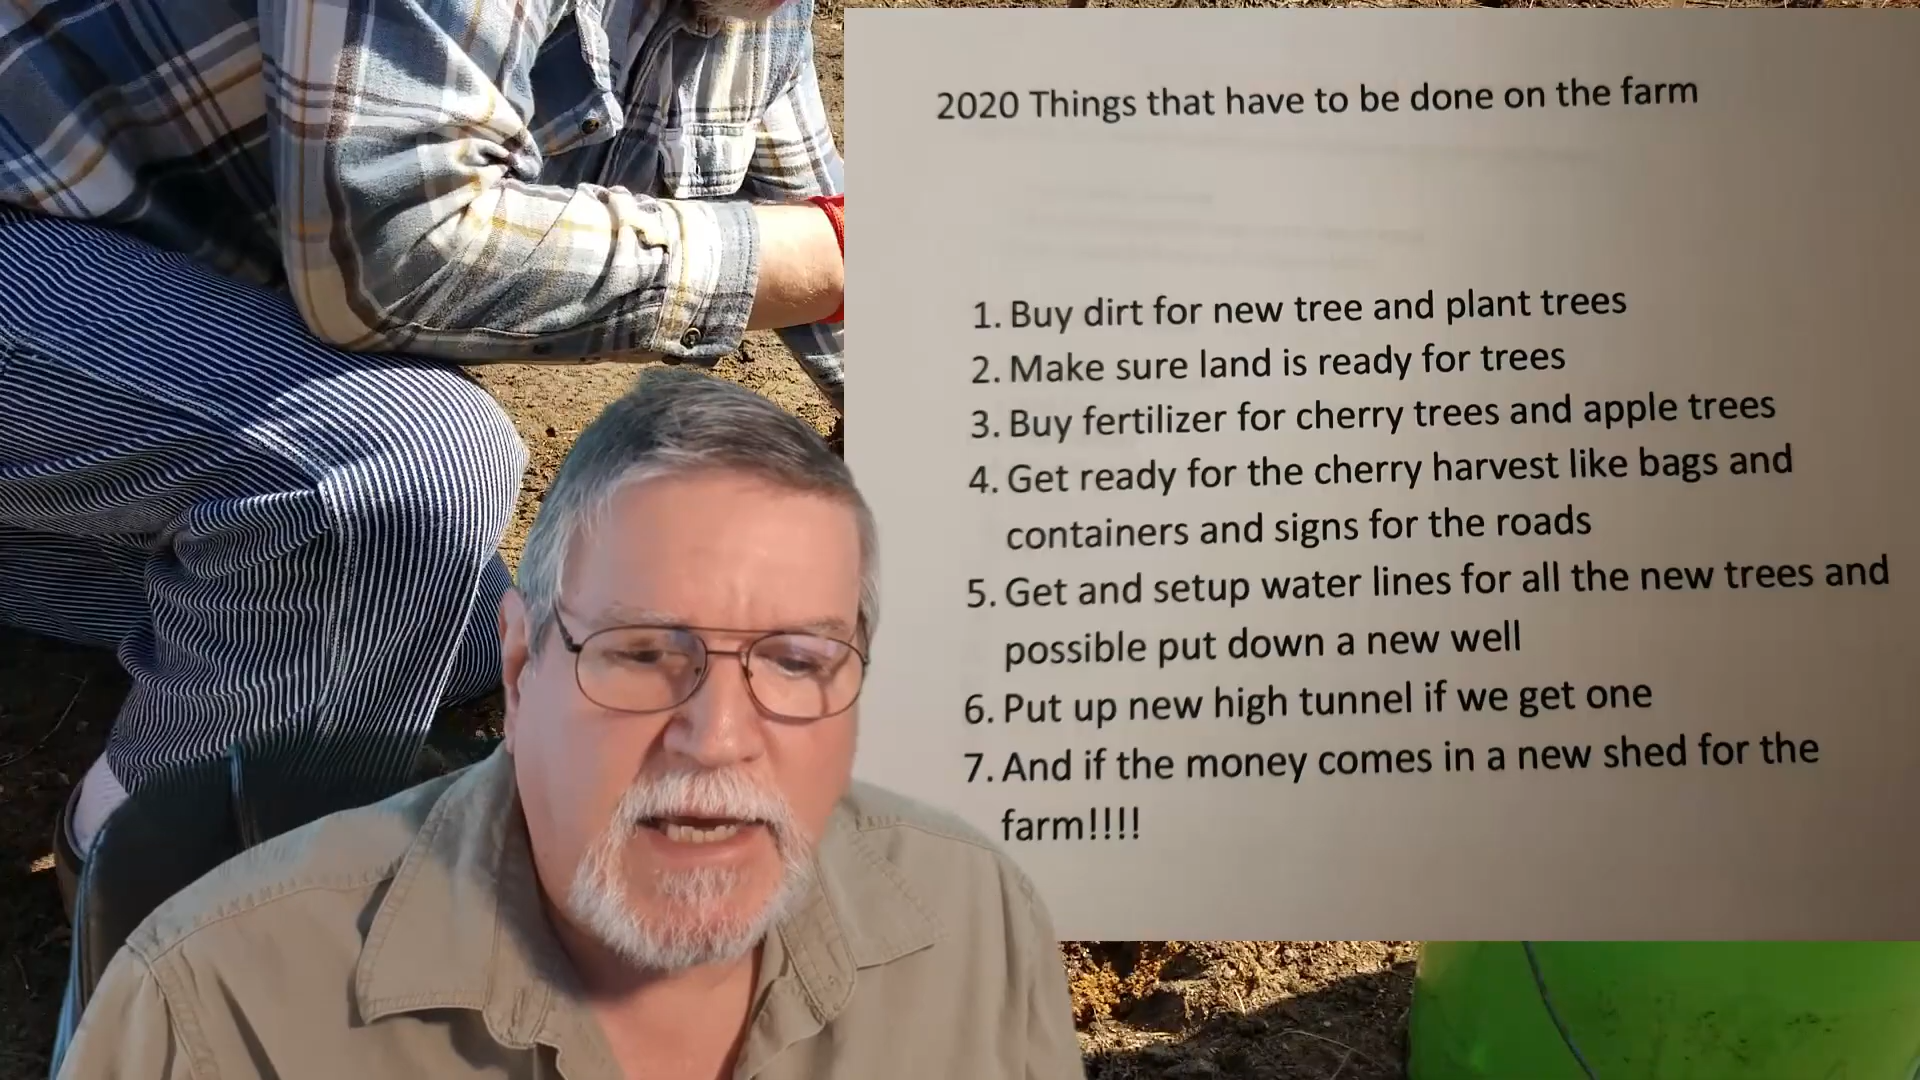 2020 Things that have to be done on the farm
1. Buy dirt for new tree and plant trees
2. Make sure land is ready for trees
3. Buy fertilizer for cherry trees and apple trees
4. Get ready for the cherry harvest like bags and
containers and signs for the roads
5. Get and setup water lines for all the new trees and
possible put down a new well
6. Put up new high tunnel if we get one
7. And if the money comes in a new shed for the
farm!!!!